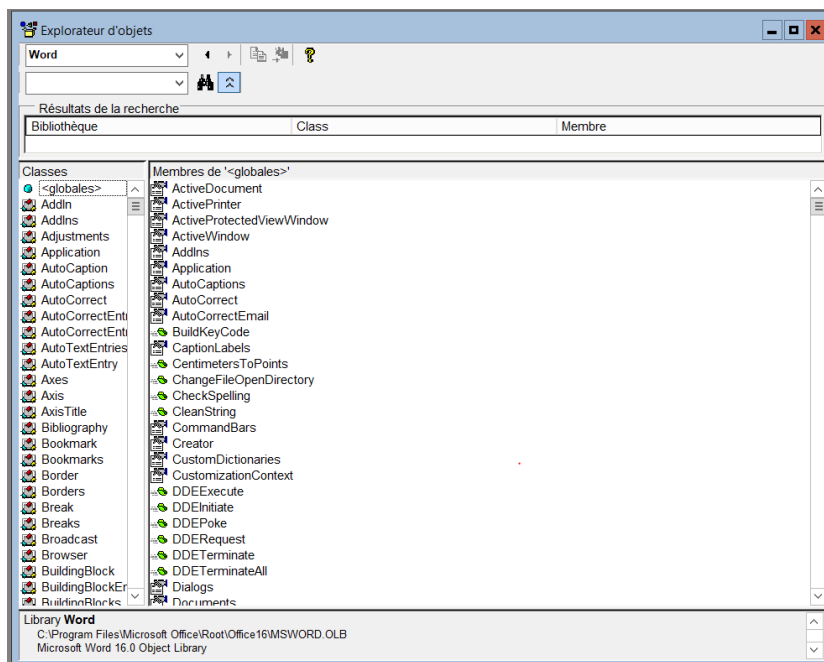 Explorateur d'objets
Word
Résultats de la recherche
Bibliothèque Class Membre
Classes Membres de '<globales>'
<globales> ActiveDocument
AddIn ActivePrinter
AddIns ActiveProtectedViewWindow
Adjustments ActiveWindow
Application AddIns
AutoCaption Application
AutoCaptions AutoCaptions
AutoCorrect AutoCorrect
AutoCorrectEnt AutoCorrectEmail
AutoCorrectEnt BuildKeyCode
AutoTextEntries CaptionLabels
AutoTextEntry CentimetersToPoints
Axes ChangeFileOpenDirectory
Axis CheckSpelling
AxisTitle CleanString
Bibliography CommandBars
Bookmark Creator
Bookmarks CustomDictionaries
Border CustomizationContext
Borders DDEExecute
Break DDEInitiate
Breaks DDEPoke
Broadcast DDERequest
Browser DDETerminate
BuildingBlock DDETerminateAll
BuildingBlockEr Dialogs
BuildingBlocks Documents
Library Word
C:\Program Files\Microsoft Office\Root\Office16\MSWORD.OLB
Microsoft Word 16.0 Object Library